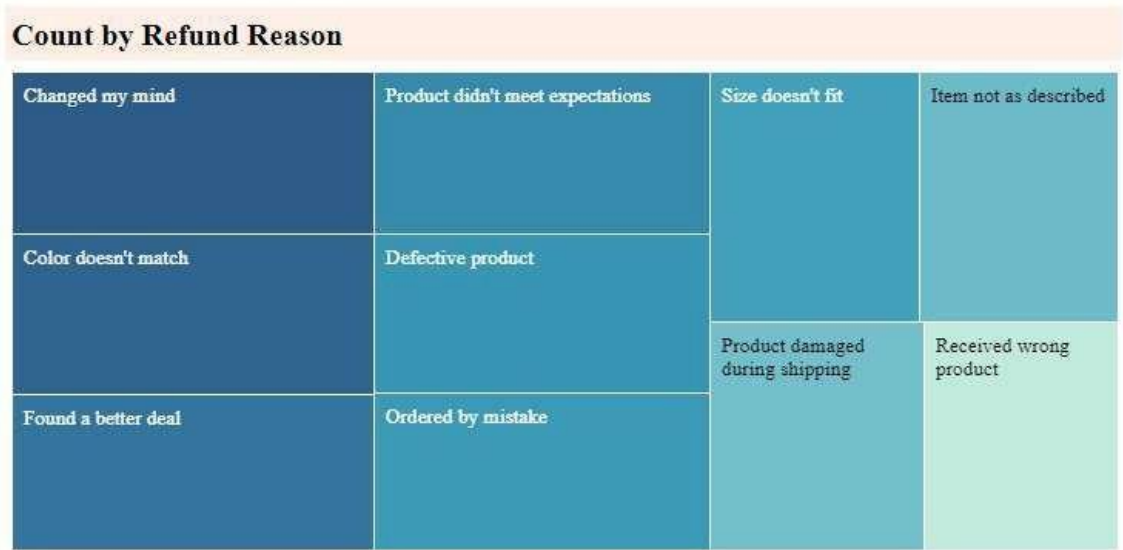 Count by Refund Reason
Changed my mind
Product didn't meet expectations
Size doesn't fit
Item not as described
Color doesn't match
Defective product
Product damaged
during shipping
Received wrong
product
Found a better deal
Ordered by mistake